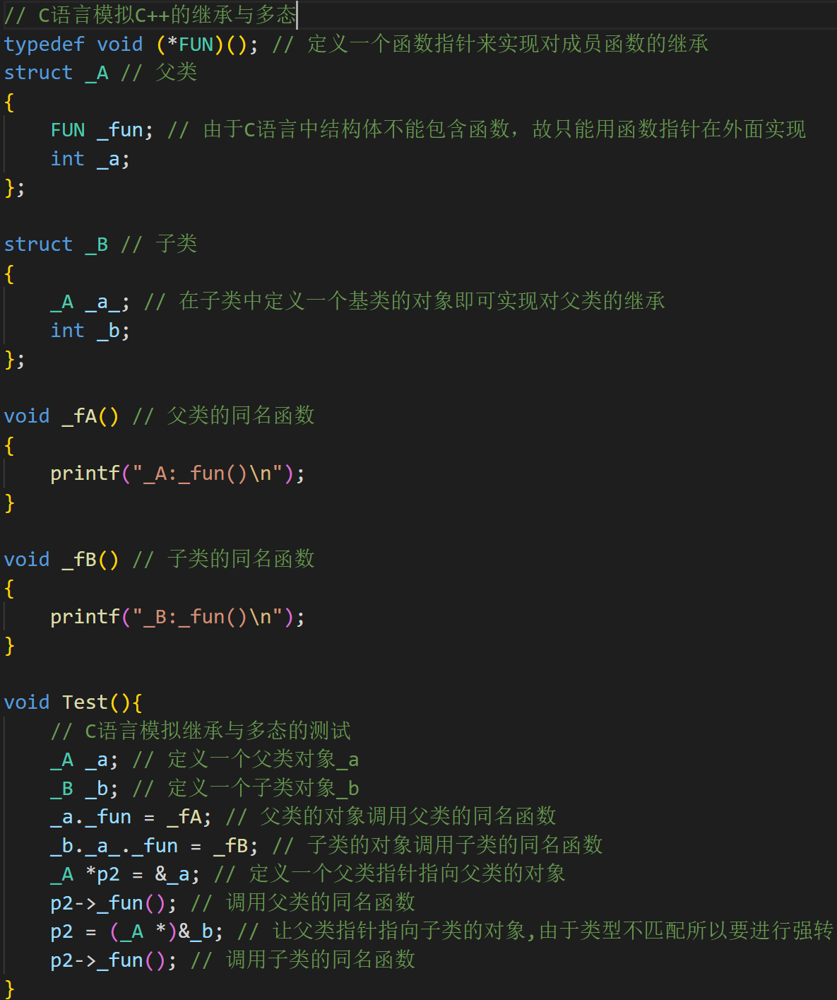 // C语言模拟C++的继承与多态
typedef void (*FUN)(); // 定义一个函数指针来实现对成员函数的继承
struct _A // 父类
{
    FUN _fun; // 由于C语言中结构体不能包含函数，故只能用函数指针在外面实现
    int _a;
};

struct _B // 子类
{
    _A _a_; // 在子类中定义一个基类的对象即可实现对父类的继承
    int _b;
};

void _fA() // 父类的同名函数
{
    printf("_A:_fun()\n");
}

void _fB() // 子类的同名函数
{
    printf("_B:_fun()\n");
}

void Test(){
    // C语言模拟继承与多态的测试
    _A _a; // 定义一个父类对象_a
    _B _b; // 定义一个子类对象_b
    _a._fun = _fA; // 父类的对象调用父类的同名函数
    _b._a_._fun = _fB; // 子类的对象调用子类的同名函数
    _A *p2 = &_a; // 定义一个父类指针指向父类的对象
    p2->_fun(); // 调用父类的同名函数
    p2 = (_A *)&_b; // 让父类指针指向子类的对象,由于类型不匹配所以要进行强转
    p2->_fun(); // 调用子类的同名函数
}